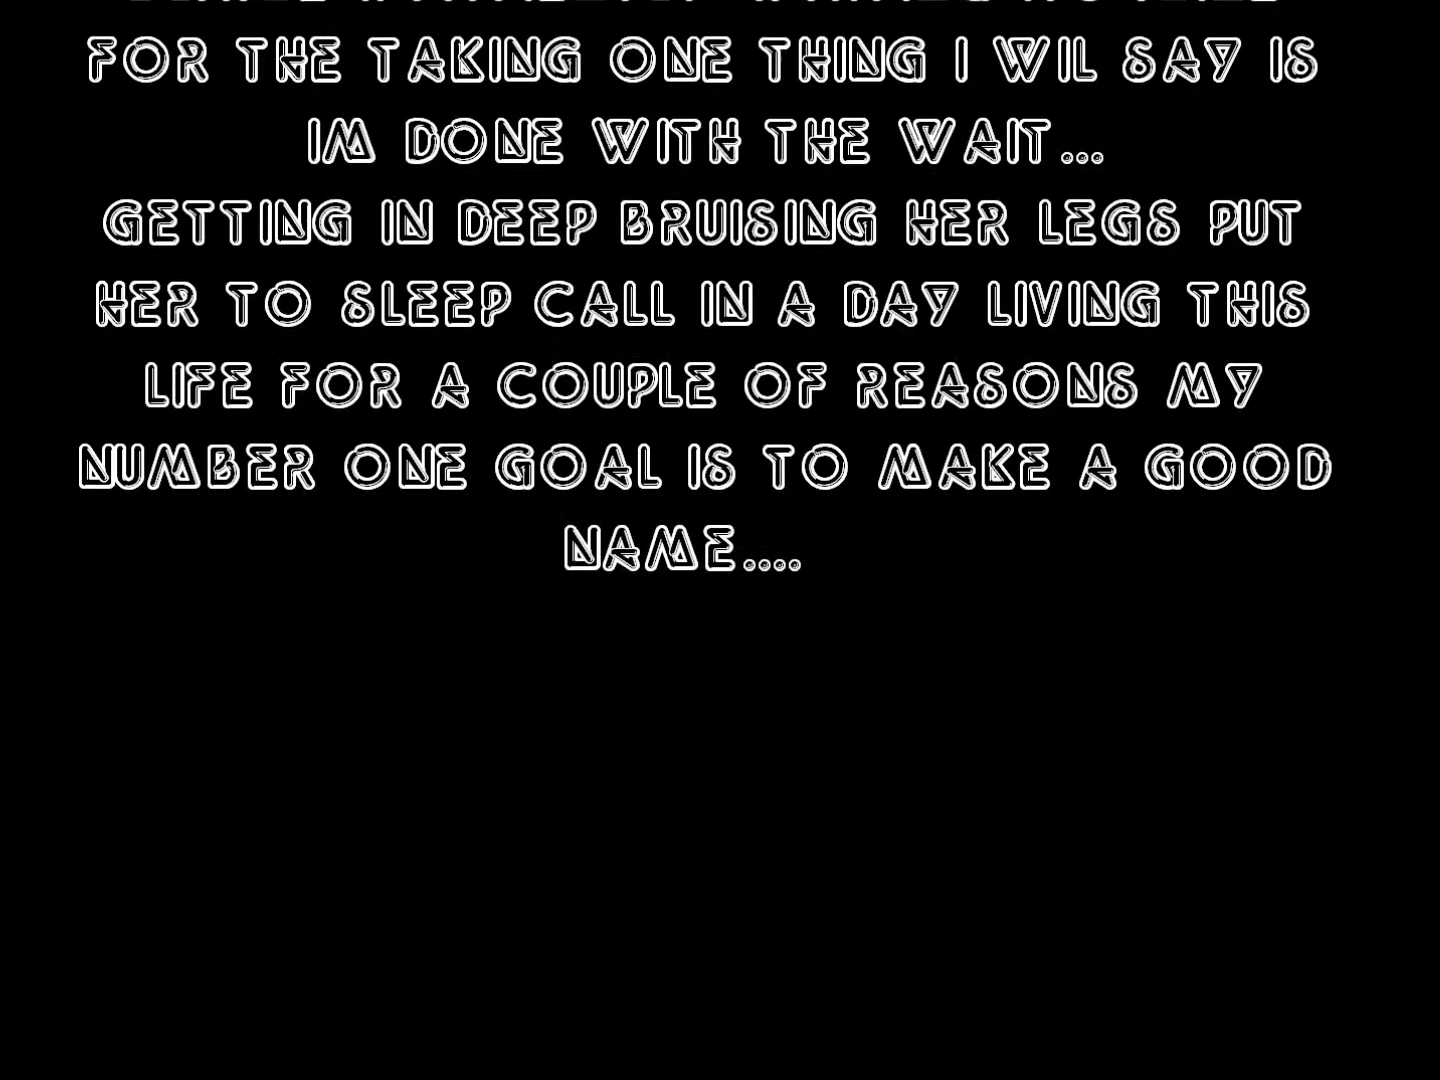 FOR THE TAKING ONE THING I WIL SAY IS
IM DONE WITH THE WAIT...
GETTING IN DEEP BRUISING HER LEGS PUT
HER TO SLEEP CALL IN A DAY LIVING THIS
LIFE FOR A COUPLE OF REASONS MY
NUMBER ONE GOAL IS TO MAKE A GOOD
NAME....